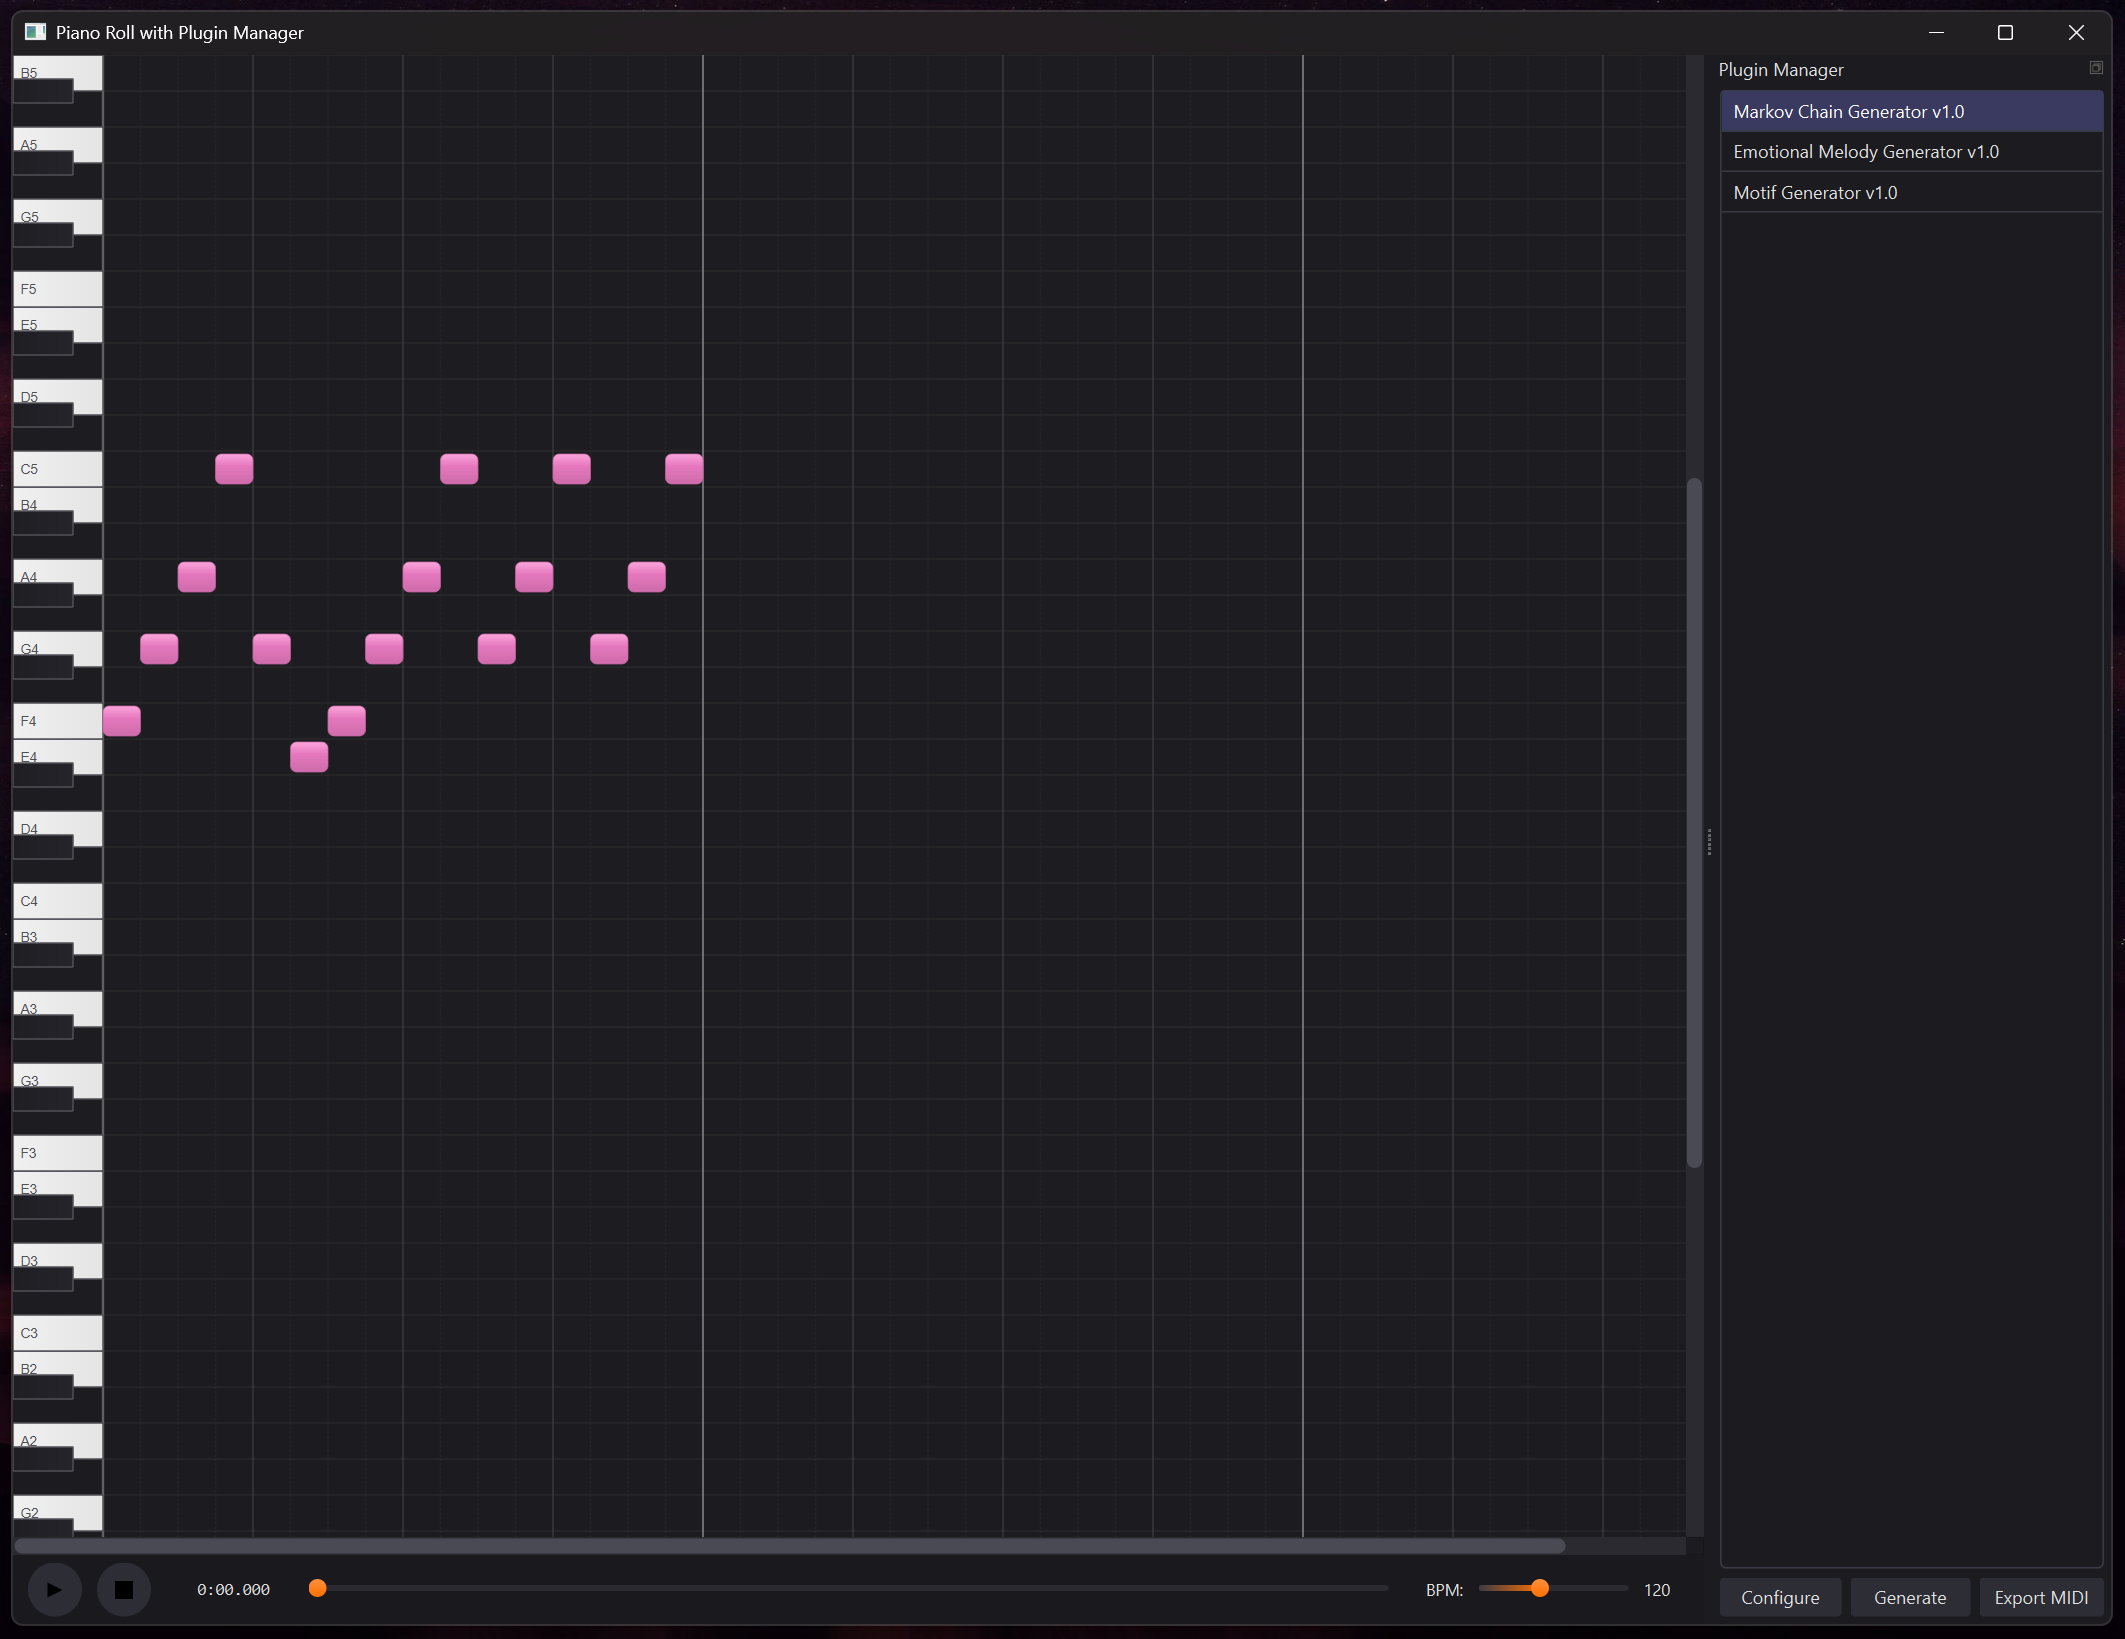 Piano Roll with Plugin Manager
B5
A5
G5
F5
E5
D5
C5
B4
A4
G4
F4
E4
D4
C4
B3
A3
G3
F3
E3
D3
C3
B2
A2
G2
Plugin Manager
Markov Chain Generator v1.0
Emotional Melody Generator v1.0
Motif Generator v1.0
0:00.000
BPM:
120
Configure
Generate
Export MIDI